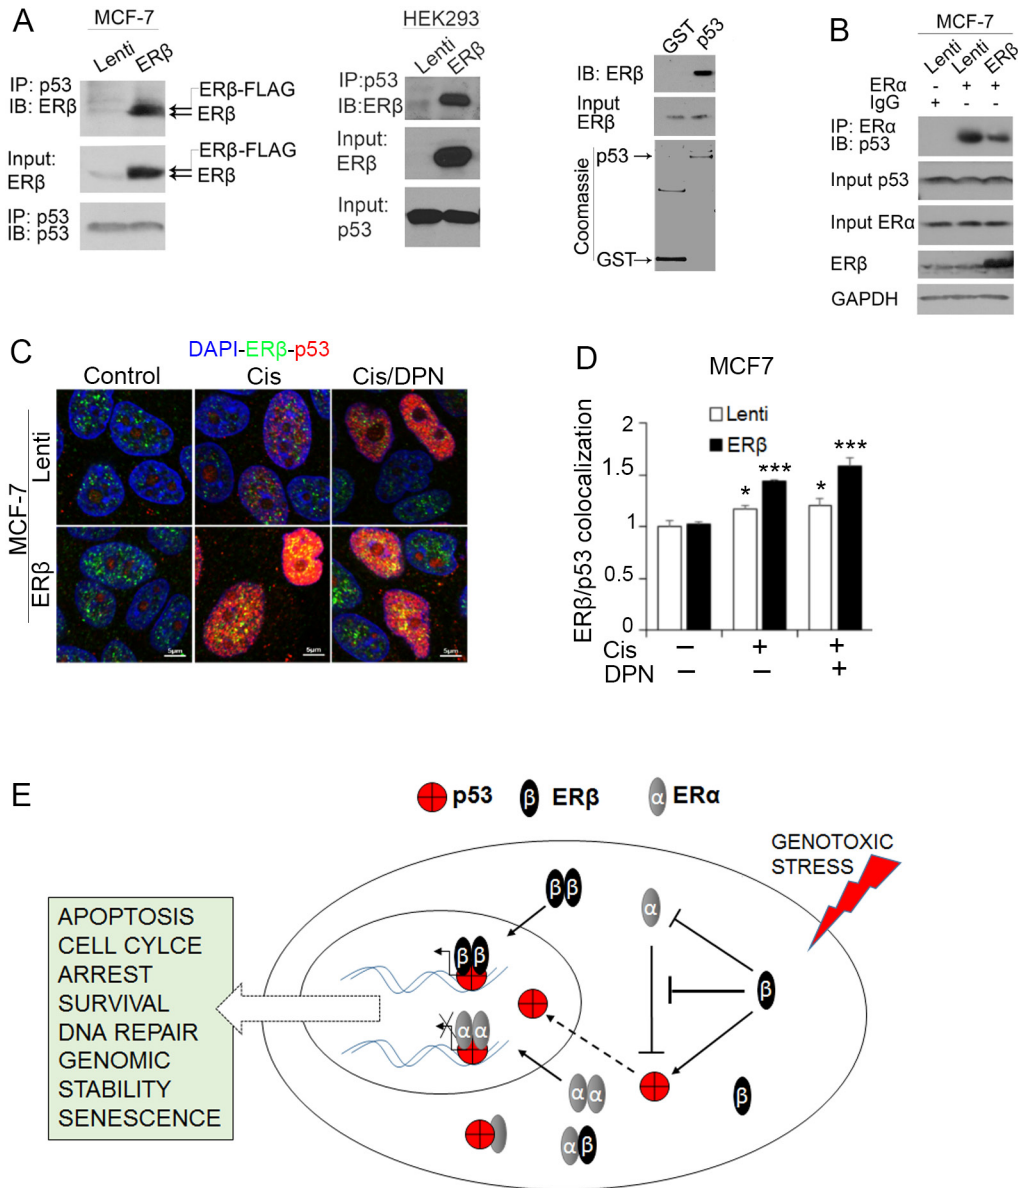 A
MCF-7
Lenti
ERβ
IP: p53
IB: ERβ
ERβ-FLAG
ERβ
Input:
ERβ
ERβ-FLAG
ERβ
IP: p53
IB: p53
HEK293
Lenti
ERβ
IP:p53
IB:ERβ
Input:
ERβ
Input:
p53
GST
p53
IB: ERβ
Input
ERβ
p53
Coomassie
GST
B
MCF-7
Lenti
Lenti
ERβ
ERα - + +
IgG +
IP: ERα
IB: p53
Input p53
Input ERα
ERβ
GAPDH
C
DAPI-ERβ-p53
Control Cis Cis/DPN
MCF-7
Lenti
ERβ
5µm
5µm
5µm
D
MCF7
Lenti
ERβ
ERβ/p53 colocalization
2
1.5
1
0.5
0
*
***
*
***
Cis − + +
DPN − − +
E
p53
β ERβ
α ERα
GENOTOXIC
STRESS
β β
α
β β
β
α α
α α
β
α β
APOPTOSIS
CELL CYLCE
ARREST
SURVIVAL
DNA REPAIR
GENOMIC
STABILITY
SENESCENCE